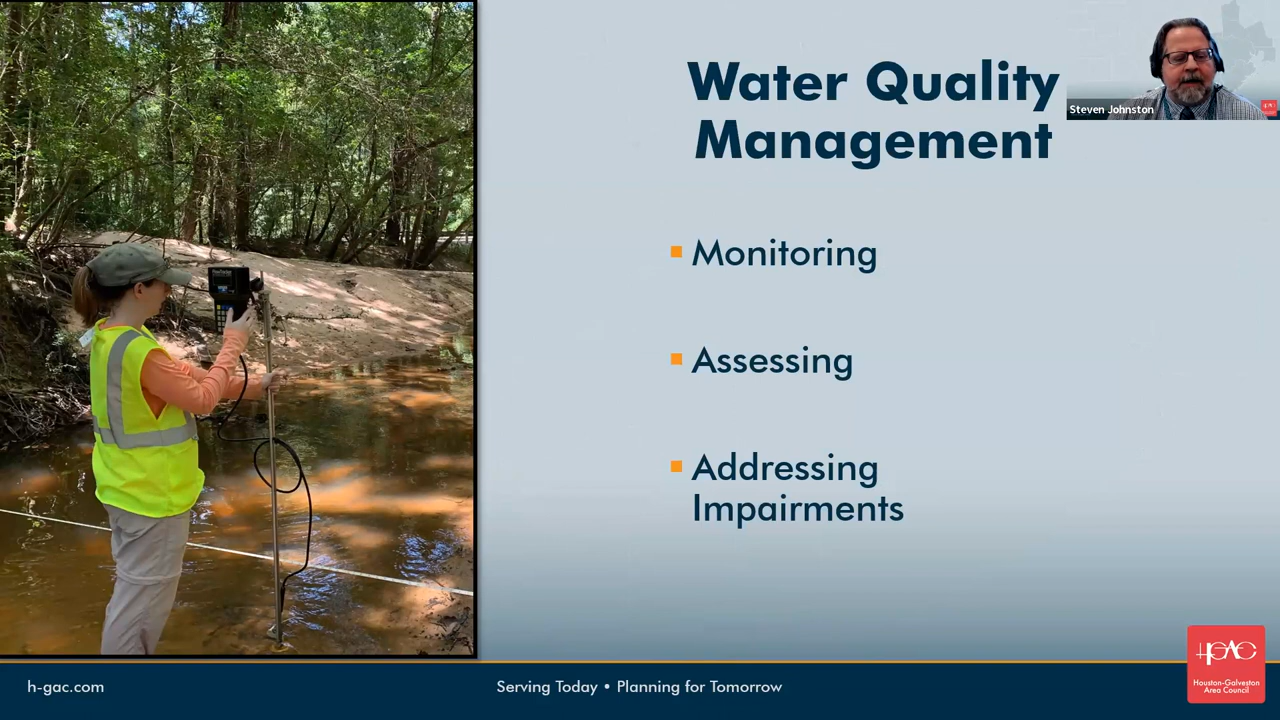 Water Quality
Management
Steven Johnston
Monitoring
Assessing
Addressing
Impairments
h-gac.com
Serving Today • Planning for Tomorrow
HGAC
Houston-Galveston
Area Council